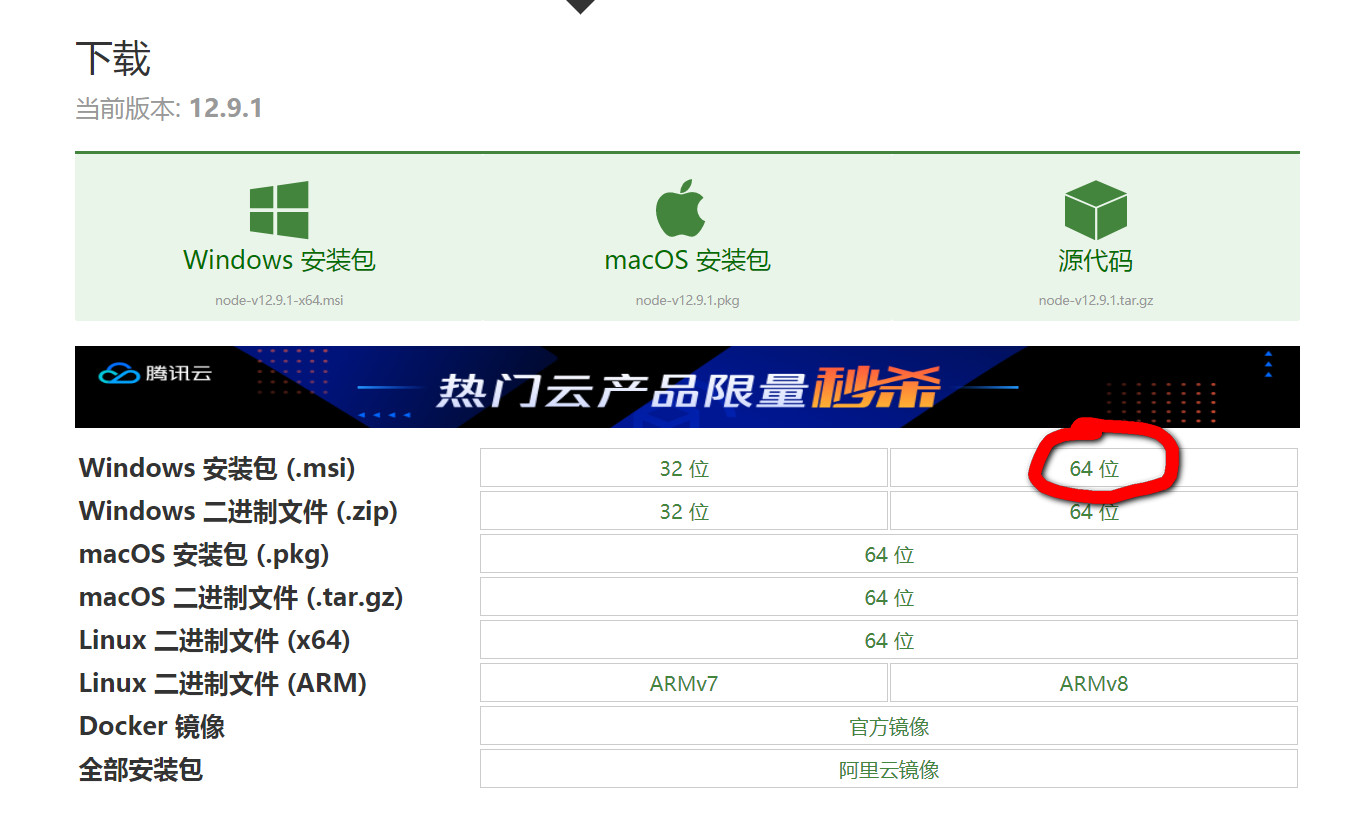 下载
当前版本: 12.9.1
Windows 安装包 macOS 安装包 源代码
node-v12.9.1-x64.msi node-v12.9.1.pkg node-v12.9.1.tar.gz
腾讯云
热门云产品限量秒杀
Windows 安装包 (.msi) 32 位 64 位
Windows 二进制文件 (.zip) 32 位 64 位
macOS 安装包 (.pkg) 64 位
macOS 二进制文件 (.tar.gz) 64 位
Linux 二进制文件 (x64) 64 位
Linux 二进制文件 (ARM) ARMv7 ARMv8
Docker 镜像 官方镜像
全部安装包 阿里云镜像